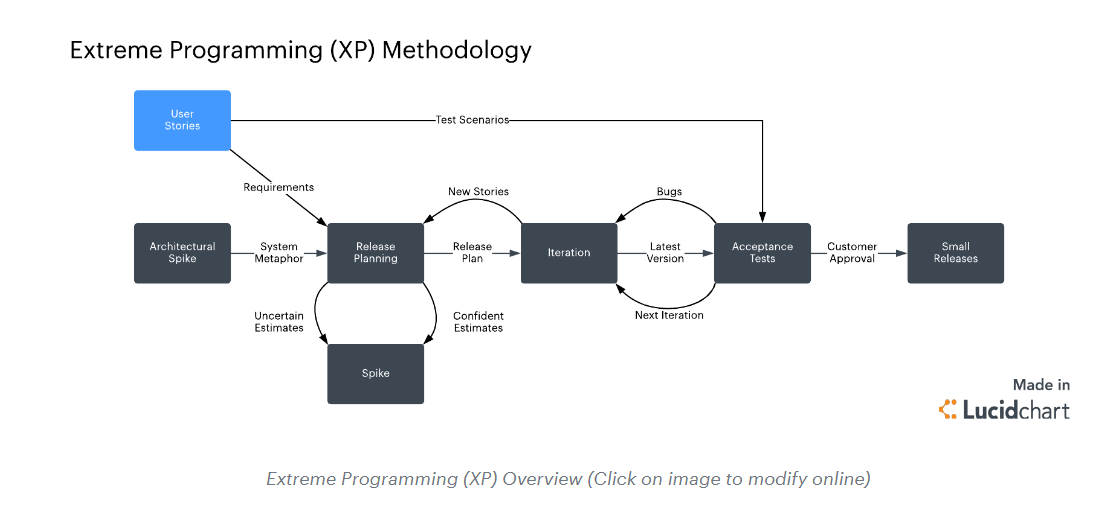 Extreme Programming (XP) Methodology
User
Stories
Test Scenarios
Requirements
New Stories
Bugs
Architectural
Spike
System
Metaphor
Release
Planning
Release
Plan
Iteration
Latest
Version
Acceptance
Tests
Customer
Approval
Small
Releases
Uncertain
Estimates
Confident
Estimates
Next Iteration
Spike
Made in
Lucidchart
Extreme Programming (XP) Overview (Click on image to modify online)